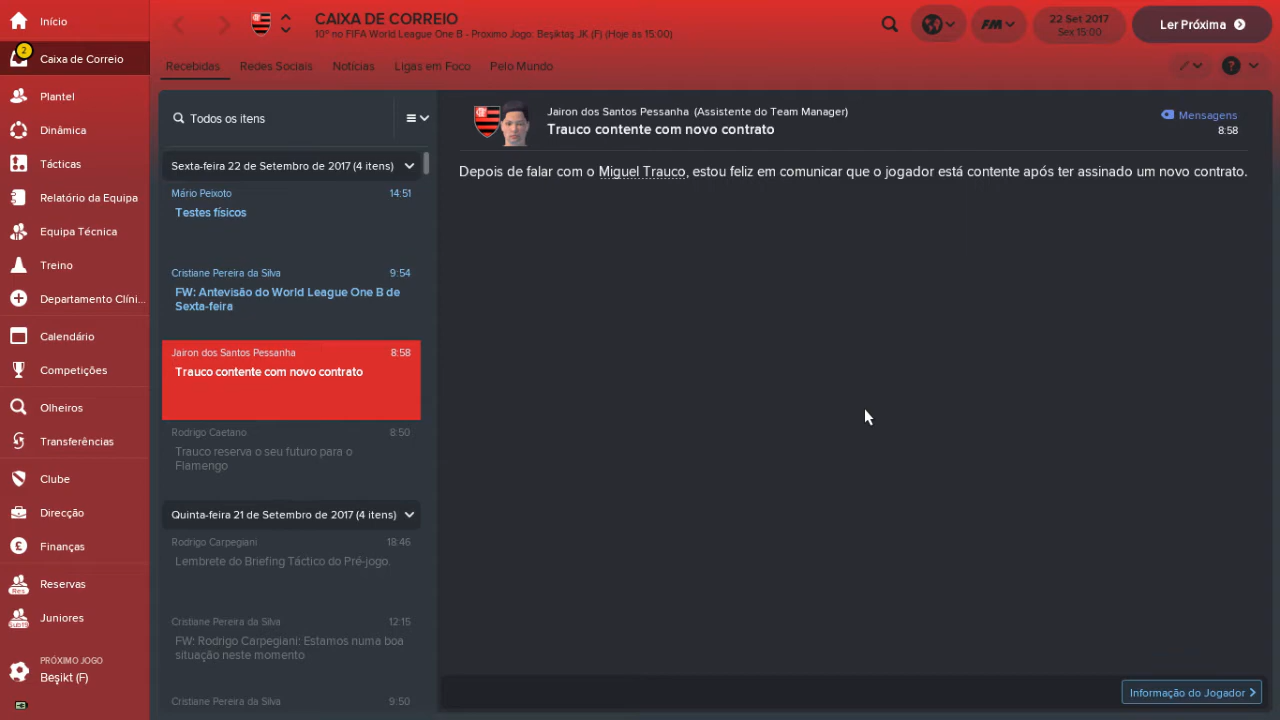 Início
2
Caixa de Correio
Plantel
Dinâmica
Tácticas
Relatório da Equipa
Equipa Técnica
Treino
Departamento Clíni...
Calendário
Competições
Olheiros
Transferências
Clube
Direcção
Finanças
Res
Reservas
Juniores
PRÓXIMO JOGO
Beşikt (F)
CAIXA DE CORREIO
10º no FIFA World League One B - Próximo Jogo: Beşiktaş JK (F) (Hoje às 15:00)
FM
22 Set 2017
Sex 15:00
Ler Próxima
Recebidas
Redes Sociais
Notícias
Ligas em Foco
Pelo Mundo
?
Todos os itens
Sexta-feira 22 de Setembro de 2017 (4 itens)
Mário Peixoto 14:51
Testes físicos
Cristiane Pereira da Silva 9:54
FW: Antevisão do World League One B de
Sexta-feira
Jairon dos Santos Pessanha 8:58
Trauco contente com novo contrato
Rodrigo Caetano 8:50
Trauco reserva o seu futuro para o
Flamengo
Quinta-feira 21 de Setembro de 2017 (4 itens)
Rodrigo Carpegiani 18:46
Lembrete do Briefing Táctico do Pré-jogo.
Cristiane Pereira da Silva 12:15
FW: Rodrigo Carpegiani: Estamos numa boa
situação neste momento
Cristiane Pereira da Silva 9:50
Jairon dos Santos Pessanha (Assistente do Team Manager)
Trauco contente com novo contrato
Mensagens
8:58
Depois de falar com o Miguel Trauco, estou feliz em comunicar que o jogador está contente após ter assinado um novo contrato.
Informação do Jogador